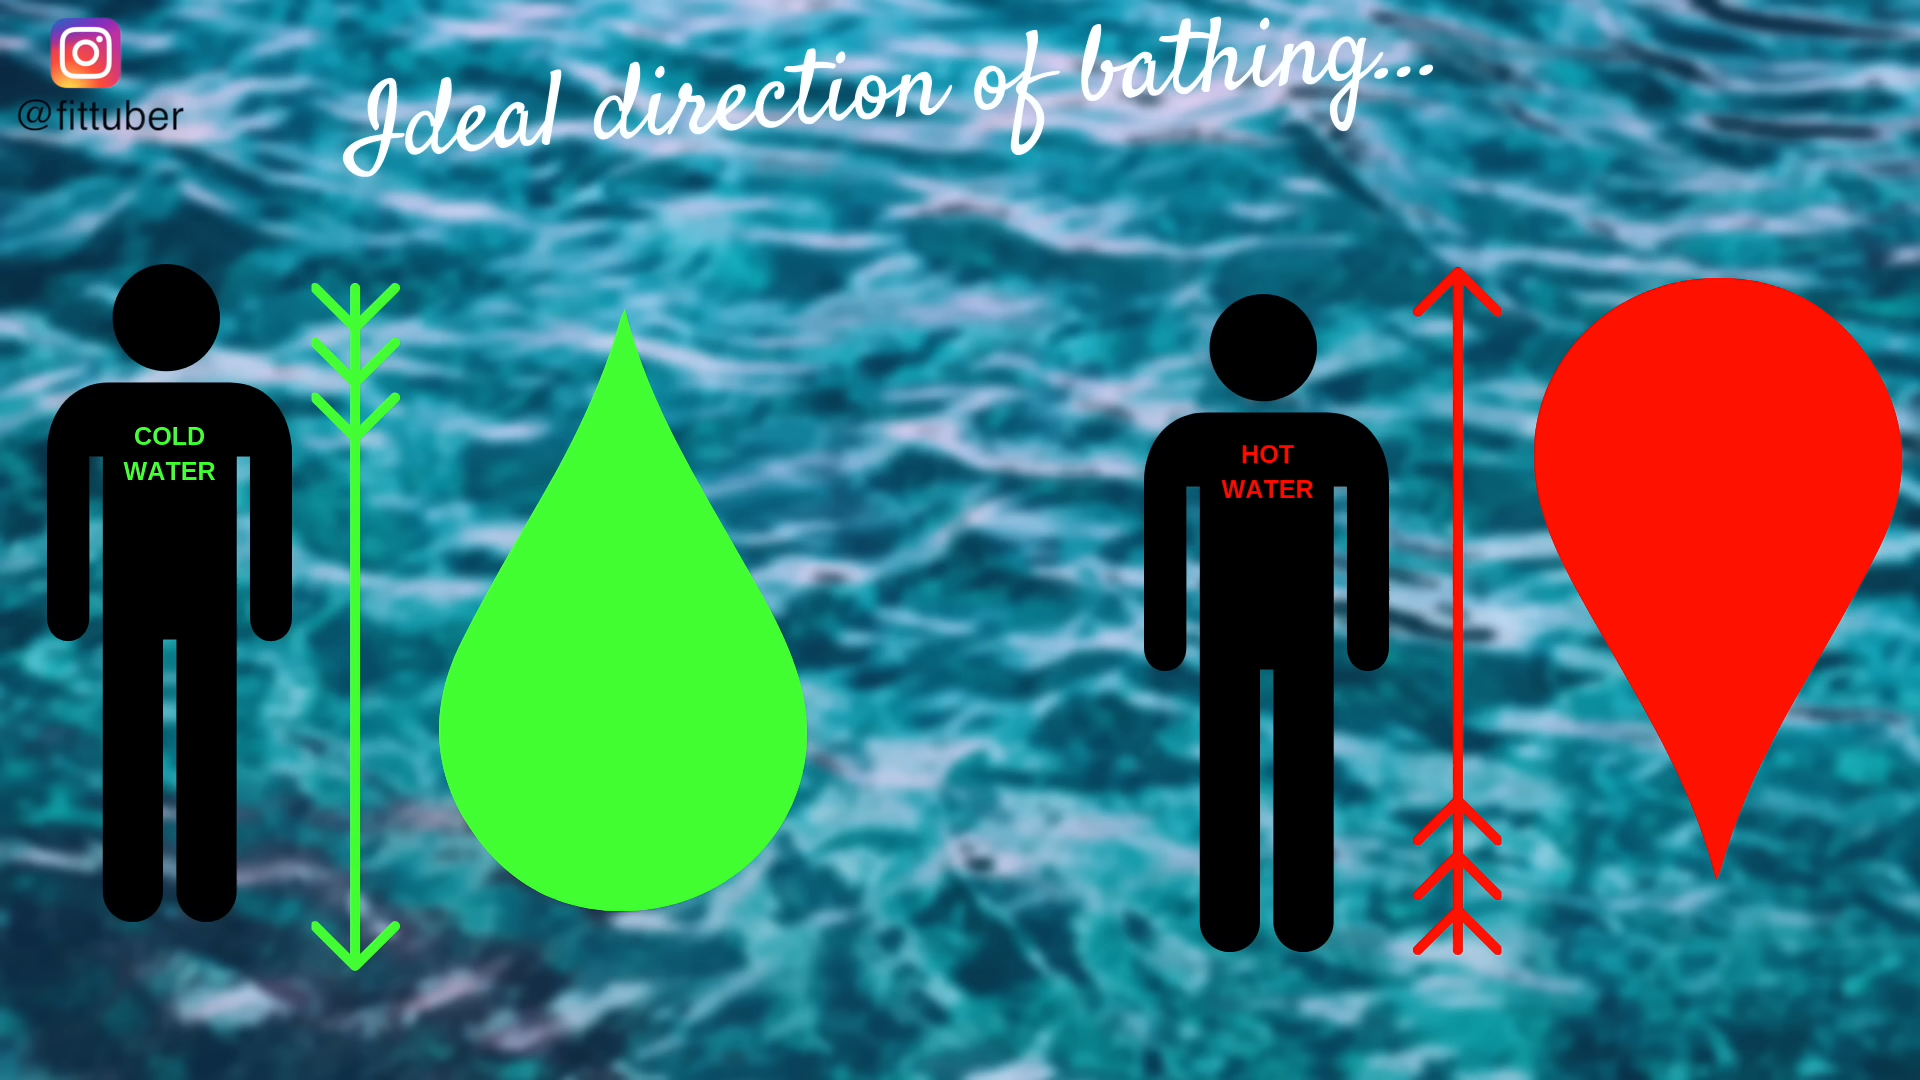 @fittuber
Ideal direction of bathing...
COLD
WATER
HOT
WATER